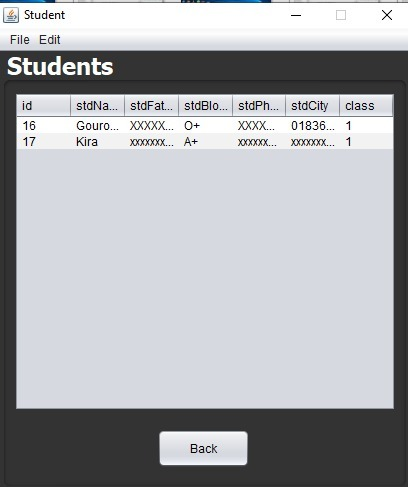 Student
File Edit
Students
id stdNa... stdFat... stdBlo... stdPh... stdCity class
16 Gouro... XXXXX... O+ XXXX... 01836... 1
17 Kira xxxxxxx... A+ xxxxxx... xxxxxxx... 1
Back